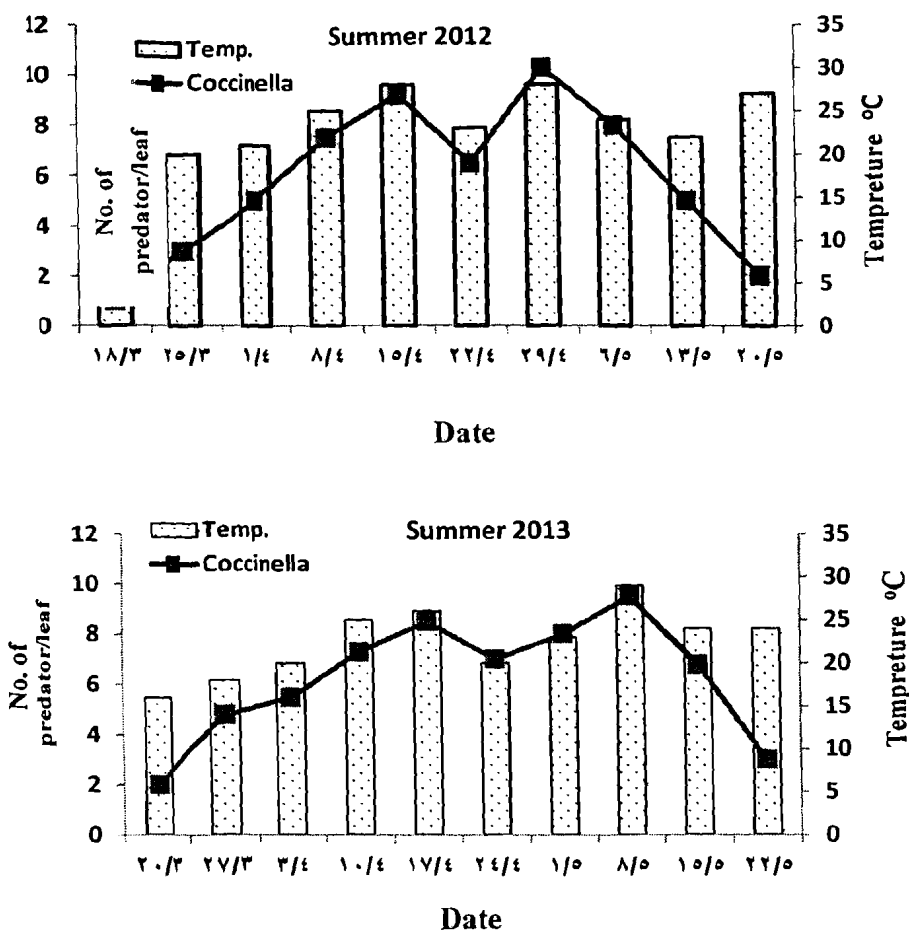 Summer 2012
Temp.
Coccinella
No. of
predator/leaf
12
10
8
6
4
2
0
35
30
25
20
15
10
5
0
Tempreture ºC
١٨/٣ ٢٥/٣ ١/٤ ٨/٤ ١٥/٤ ٢٢/٤ ٢٩/٤ ٦/٥ ١٣/٥ ٢٠/٥
Date
Summer 2013
Temp.
Coccinella
No. of
predator/leaf
12
10
8
6
4
2
0
35
30
25
20
15
10
5
0
Tempreture ºC
٢٠/٣ ٢٧/٣ ٣/٤ ١٠/٤ ١٧/٤ ٢٤/٤ ١/٥ ٨/٥ ١٥/٥ ٢٢/٥
Date